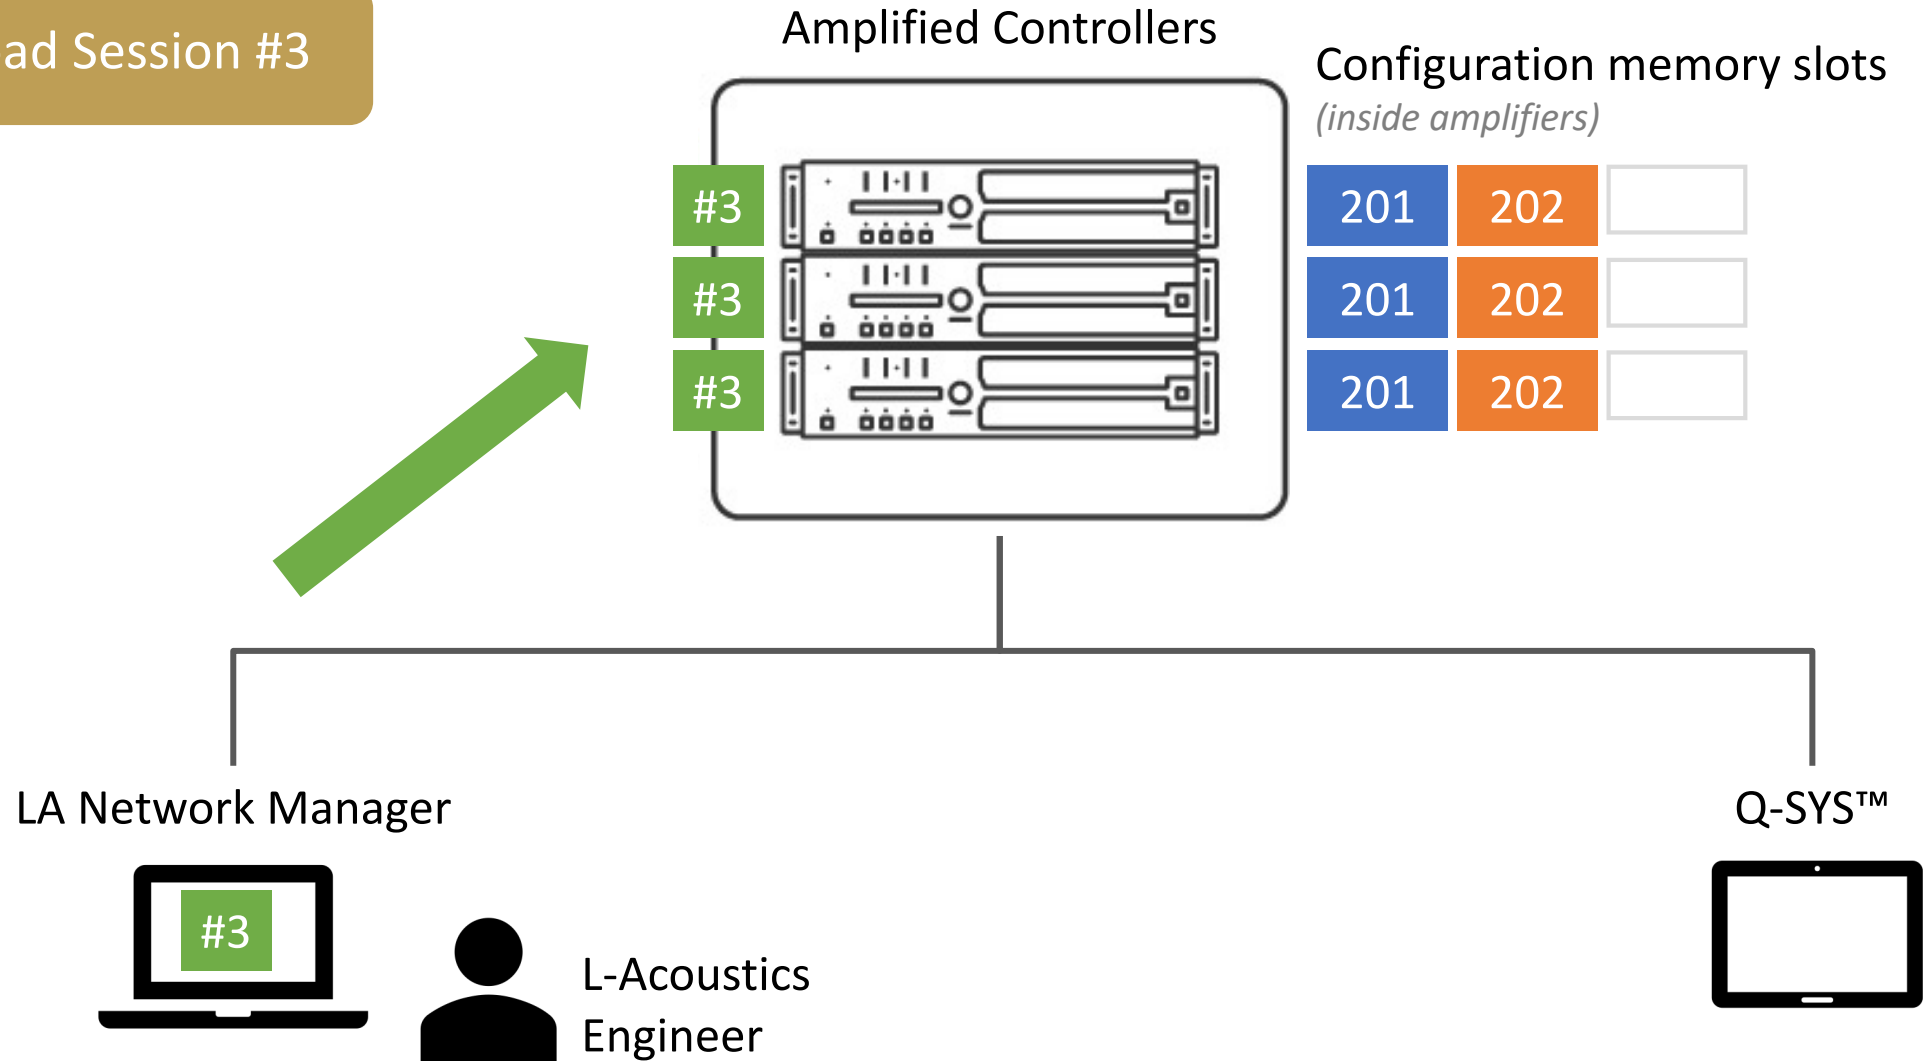 ad Session #3
Amplified Controllers
Configuration memory slots
(inside amplifiers)
#3
201 202
#3
201 202
#3
201 202
LA Network Manager
Q-SYS™
#3
L-Acoustics
Engineer